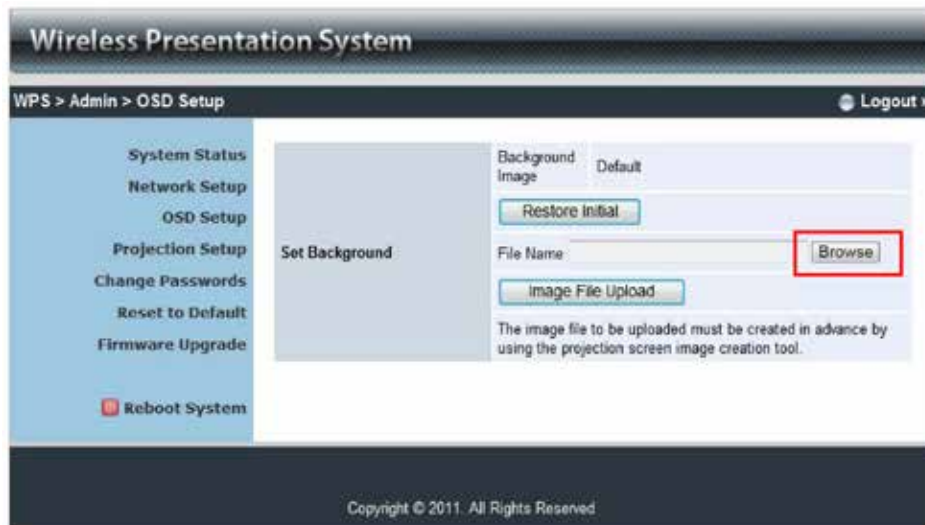 Wireless Presentation System
WPS > Admin > OSD Setup
Logout »
System Status
Network Setup
OSD Setup
Projection Setup
Change Passwords
Reset to Default
Firmware Upgrade
Reboot System
Set Background
Background
Image
Default
Restore Initial
File Name
Browse
Image File Upload
The image file to be uploaded must be created in advance by
using the projection screen image creation tool.
Copyright © 2011. All Rights Reserved